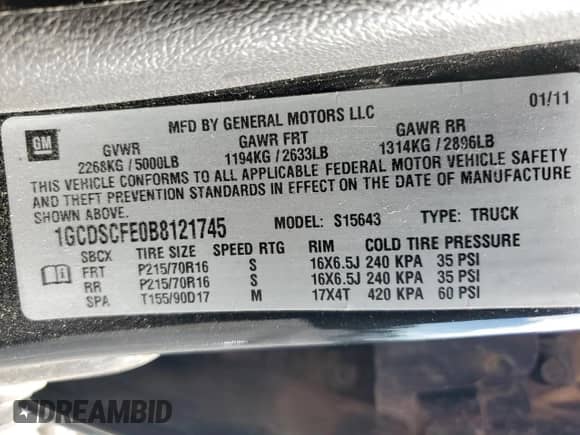 GM
MFD BY GENERAL MOTORS LLC 01/11
GVWR GAWR FRT GAWR RR
2268KG / 5000LB 1194KG / 2633LB 1314KG / 2896LB
THIS VEHICLE CONFORMS TO ALL APPLICABLE FEDERAL MOTOR VEHICLE SAFETY
AND THEFT PREVENTION STANDARDS IN EFFECT ON THE DATE OF MANUFACTURE
SHOWN ABOVE.
1GCDSCFE0B8121745 MODEL: S15643 TYPE: TRUCK
SBCX TIRE SIZE SPEED RTG RIM COLD TIRE PRESSURE
FRT P215/70R16 S 16X6.5J 240 KPA 35 PSI
RR P215/70R16 S 16X6.5J 240 KPA 35 PSI
SPA T155/90D17 M 17X4T 420 KPA 60 PSI
DREAMBID